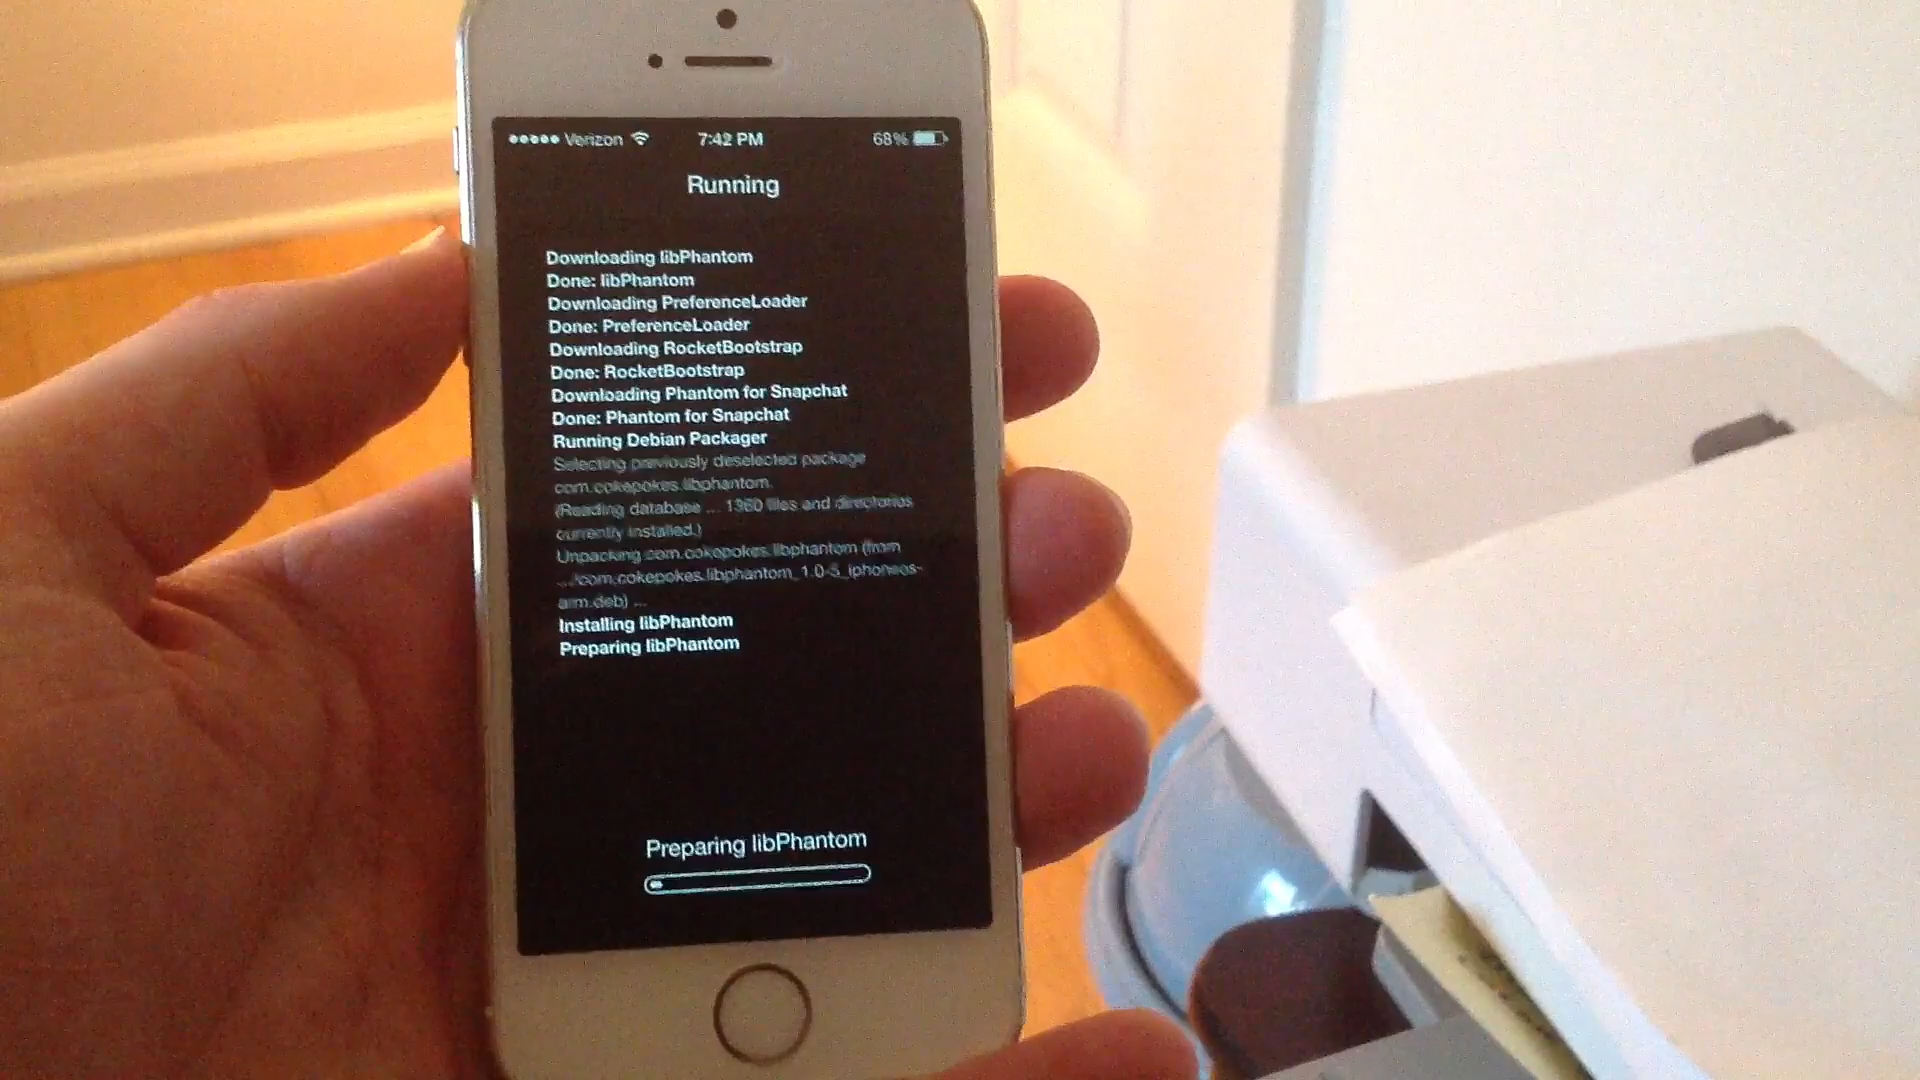 Verizon 7:42 PM 68%
Running
Downloading libPhantom
Done: libPhantom
Downloading PreferenceLoader
Done: PreferenceLoader
Downloading RocketBootstrap
Done: RocketBootstrap
Downloading Phantom for Snapchat
Done: Phantom for Snapchat
Running Debian Packager
Selecting previously deselected package
com.cokepokes.libphantom.
(Reading database ... 1360 files and directories
currently installed.)
Unpacking com.cokepokes.libphantom (from
.../com.cokepokes.libphantom_1.0-5_iphoneos-
arm.deb) ...
Installing libPhantom
Preparing libPhantom
Preparing libPhantom